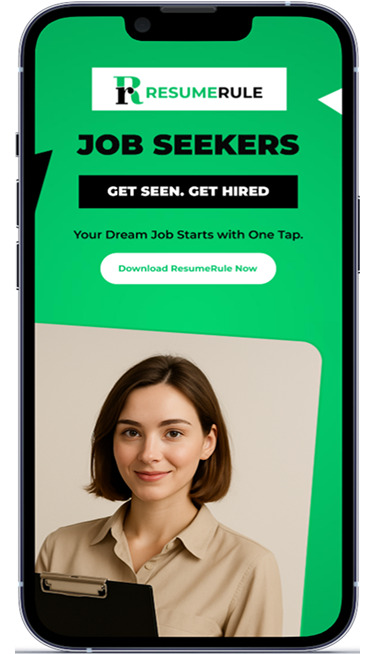 RR RESUMERULE
JOB SEEKERS
GET SEEN. GET HIRED
Your Dream Job Starts with One Tap.
Download ResumeRule Now